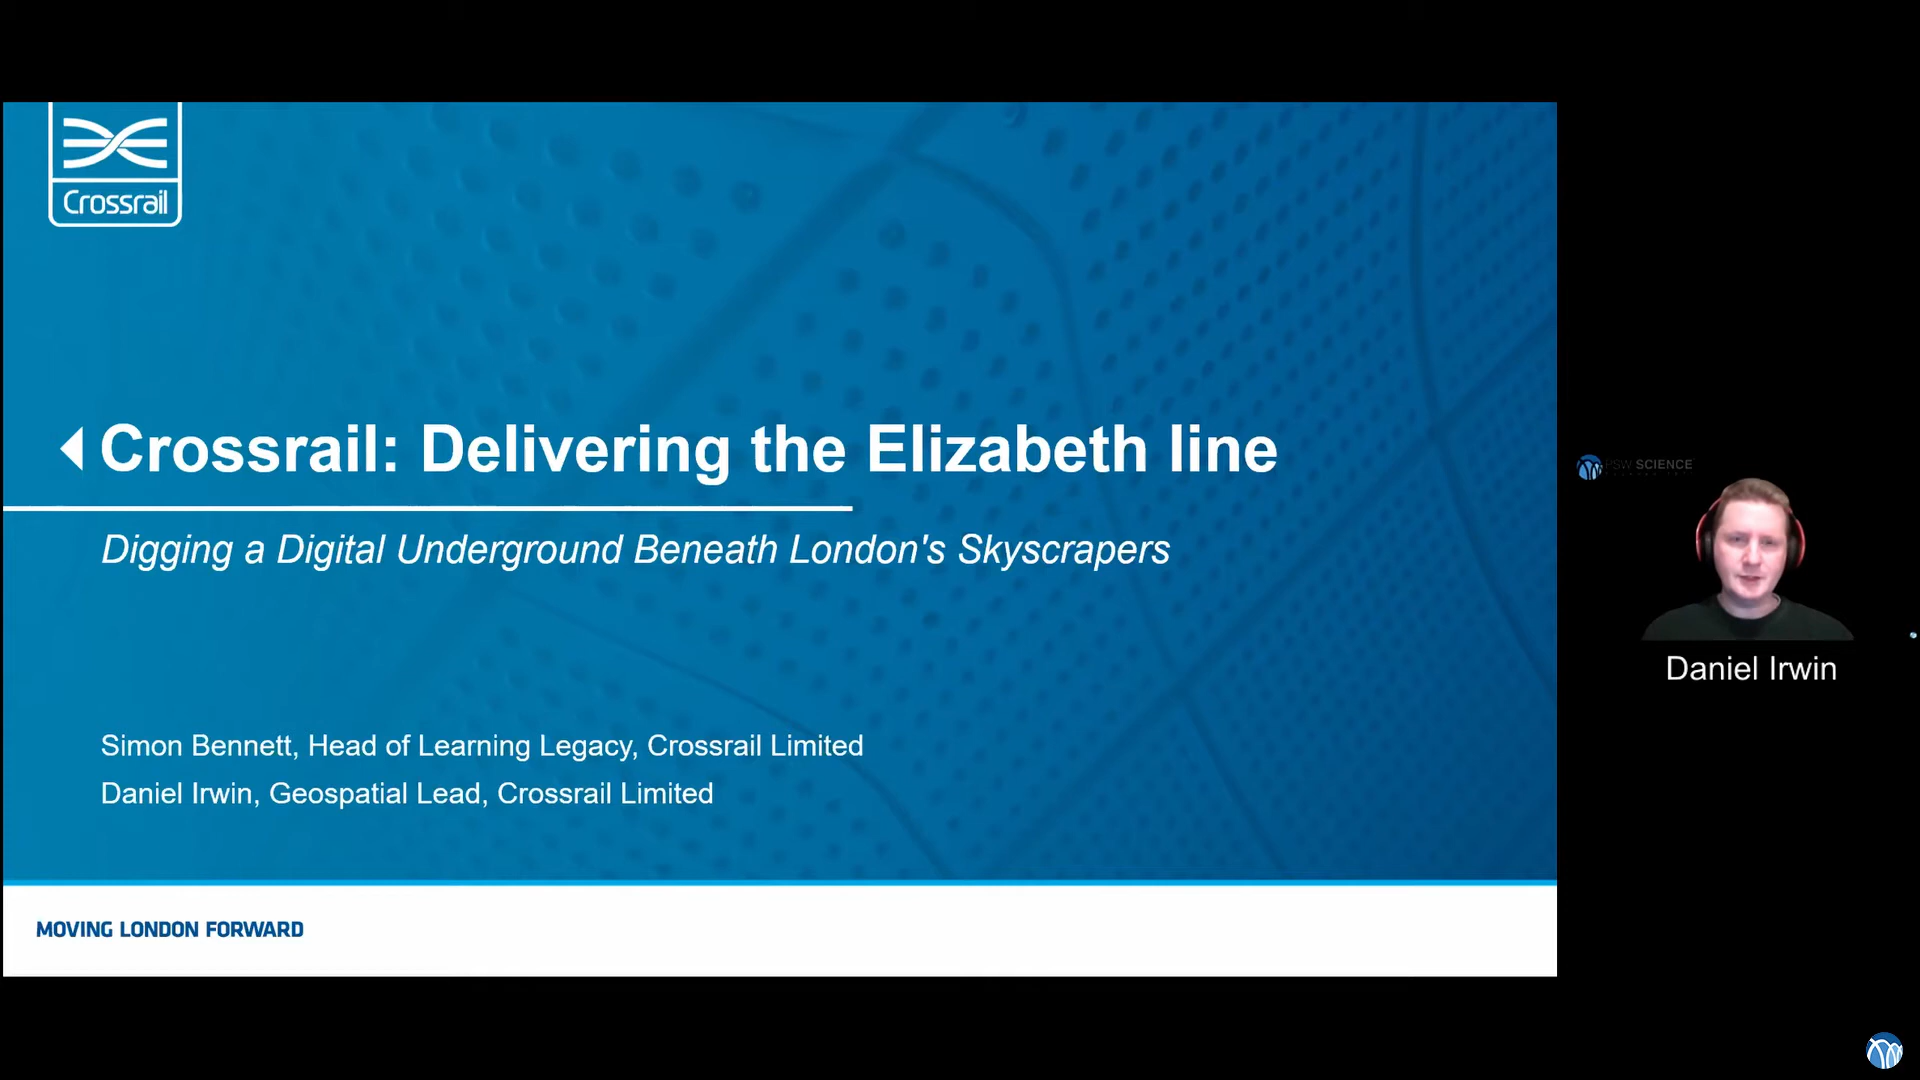 Crossrail
Crossrail: Delivering the Elizabeth line
Digging a Digital Underground Beneath London's Skyscrapers
Simon Bennett, Head of Learning Legacy, Crossrail Limited
Daniel Irwin, Geospatial Lead, Crossrail Limited
MOVING LONDON FORWARD
PSW SCIENCE
Daniel Irwin